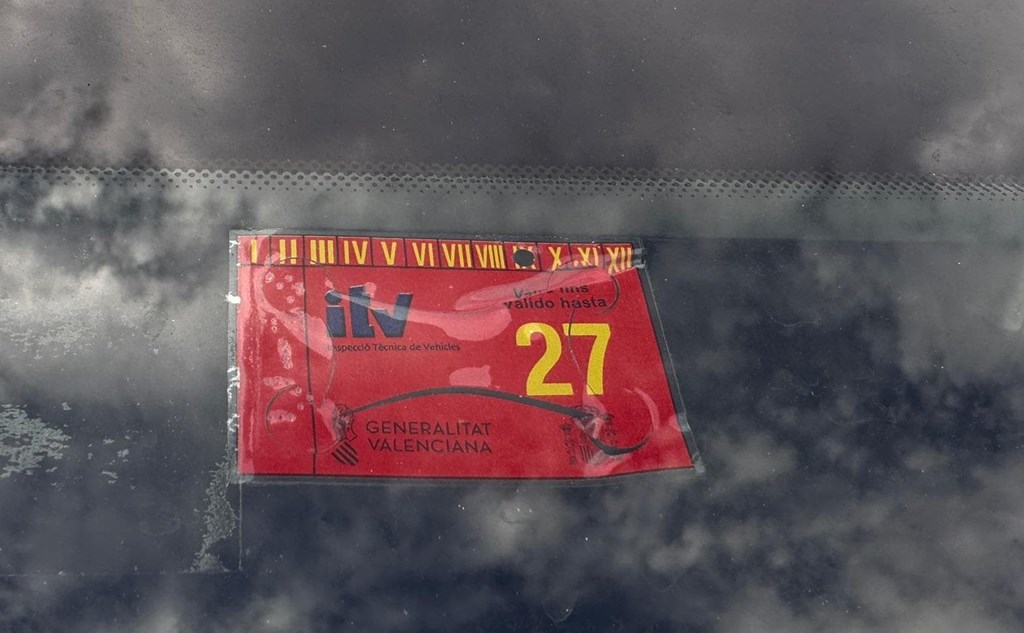 I II III IV V VI VII VIII X XI XII
itv
Inspecció Tècnica de Vehicles
Valid fins
válido hasta
27
GENERALITAT
VALENCIANA